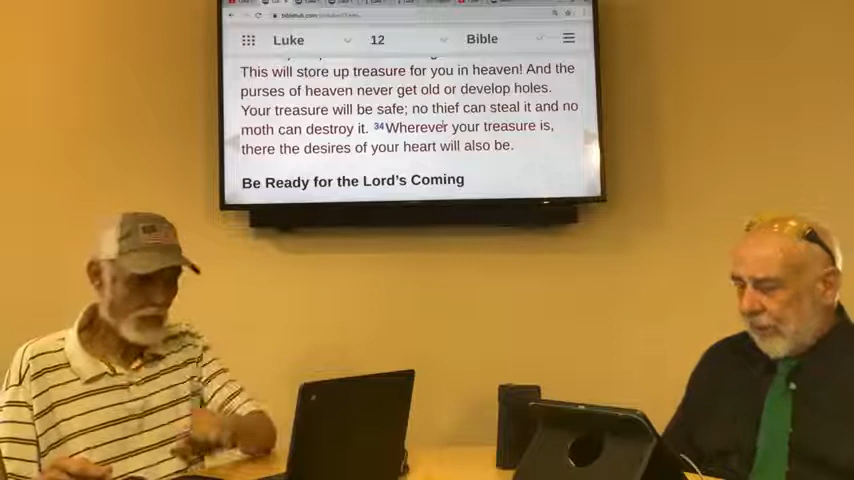 Luke 12 Bible
This will store up treasure for you in heaven! And the
purses of heaven never get old or develop holes.
Your treasure will be safe; no thief can steal it and no
moth can destroy it. 34Wherever your treasure is,
there the desires of your heart will also be.
Be Ready for the Lord's Coming